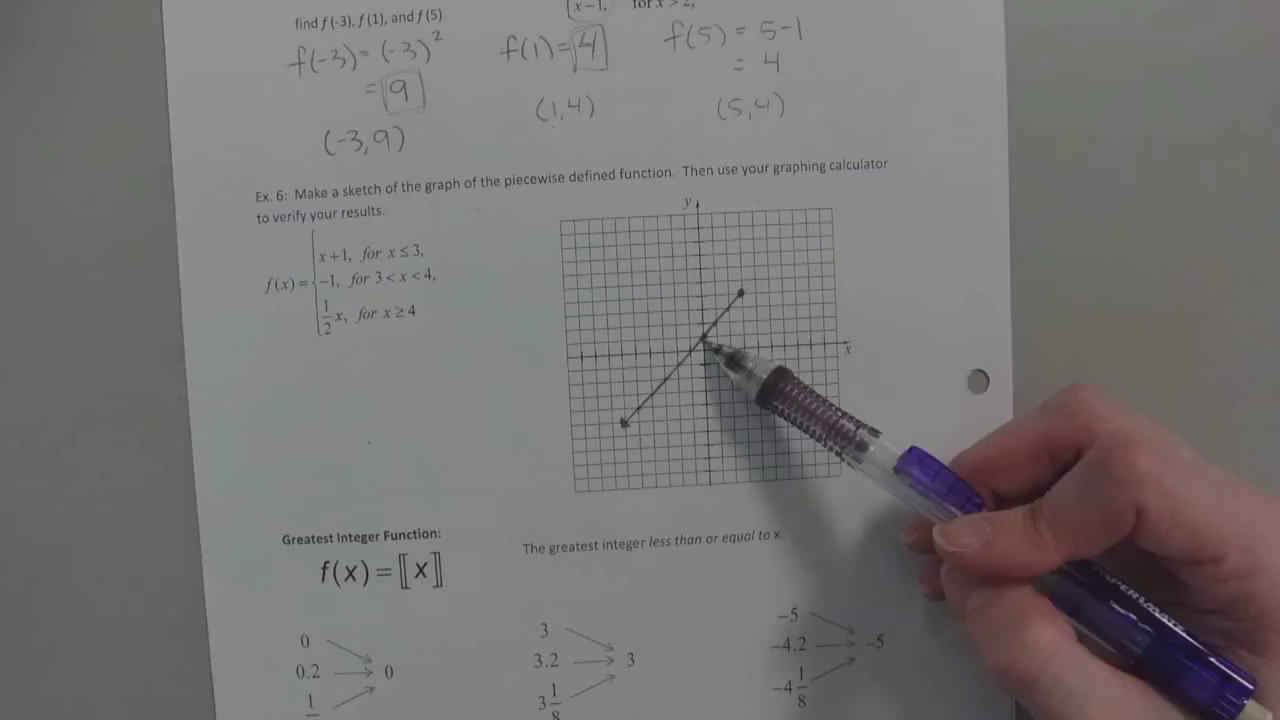 x−1, for x > 2,
find f(-3), f(1), and f(5)
f(-3) = (-3)²
= 9
(-3, 9)
f(1) = 4
(1, 4)
f(5) = 5-1
= 4
(5, 4)
Ex. 6: Make a sketch of the graph of the piecewise defined function. Then use your graphing calculator
to verify your results.
x+1, for x ≤ 3,
f(x) = −1, for 3 < x < 4,
1/2 x, for x ≥ 4
y
x
Greatest Integer Function:
The greatest integer less than or equal to x.
f(x) = ⟦x⟧
0
0.2
0
3
3.2
3
3 1/8
−5
−4.2
−5
−4 1/8